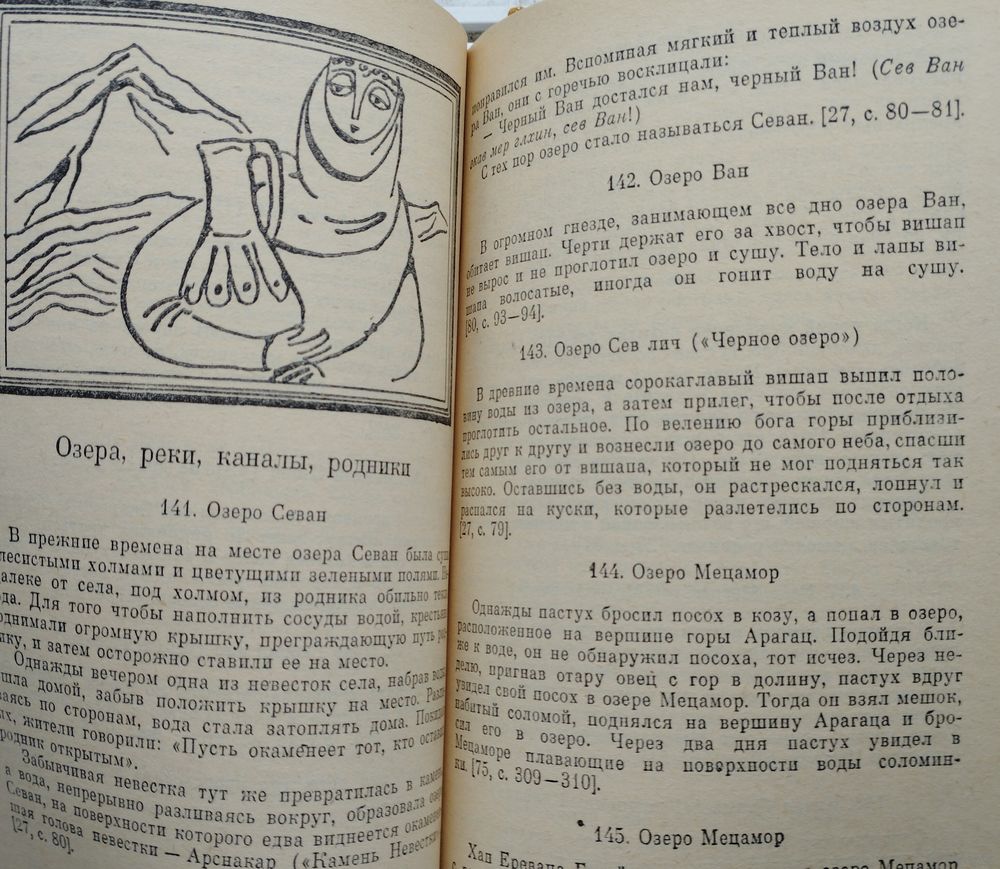 Озера, реки, каналы, родники
141. Озеро Севан
В прежние времена на месте озера Севан была
лесистыми холмами и цветущими зелеными полями.
далеке от села, под холмом, из родника обильно
Для того чтобы наполнить сосуды водой,
огромную крышку, преграждающую путь
и затем осторожно ставили ее на место.
Однажды вечером одна из невесток села, набрав
домой, забыв положить крышку на место.
по сторонам, вода стала затоплять дома.
жители говорили: «Пусть окаменеет тот, кто
родник открытым».
Забывчивая невестка тут же превратилась в
а вода, непрерывно разливаясь вокруг, образовала
Севан, на поверхности которого едва виднеется
голова невестки — Арснакар («Камень
[27, с. 80].
понравился им. Вспоминая мягкий и теплый воздух озе-
ра Ван, они с горечью восклицали:
— Черный Ван достался нам, черный Ван! (Сев Ван
мер глхин, сев Ван!)
С тех пор озеро стало называться Севан. [27, с. 80—81].
142. Озеро Ван
В огромном гнезде, занимающем все дно озера Ван,
обитает вишап. Черти держат его за хвост, чтобы вишап
не вырос и не проглотил озеро и сушу. Тело и лапы ви-
шапа волосатые, иногда он гонит воду на сушу.
[80, с. 93—94].
143. Озеро Сев лич («Черное озеро»)
В древние времена сорокаглавый вишап выпил поло-
вину воды из озера, а затем прилег, чтобы после отдыха
проглотить остальное. По велению бога горы приблизи-
лись друг к другу и вознесли озеро до самого неба, спасши
тем самым его от вишапа, который не мог подняться так
высоко. Оставшись без воды, он растрескался, лопнул и
распался на куски, которые разлетелись по сторонам.
[27, с. 79].
144. Озеро Мецамор
Однажды пастух бросил посох в козу, а попал в озеро,
расположенное на вершине горы Арагац. Подойдя бли-
же к воде, он не обнаружил посоха, тот исчез. Через не-
делю, пригнав отару овец с гор в долину, пастух вдруг
увидел свой посох в озере Мецамор. Тогда он взял мешок,
набитый соломой, поднялся на вершину Арагаца и бро-
сил его в озеро. Через два дня пастух увидел в
Мецаморе плавающие на поверхности воды соломин-
ки. [75, с. 309—310].
145. Озеро Мецамор
Хан Еревана
озеро Мецамор